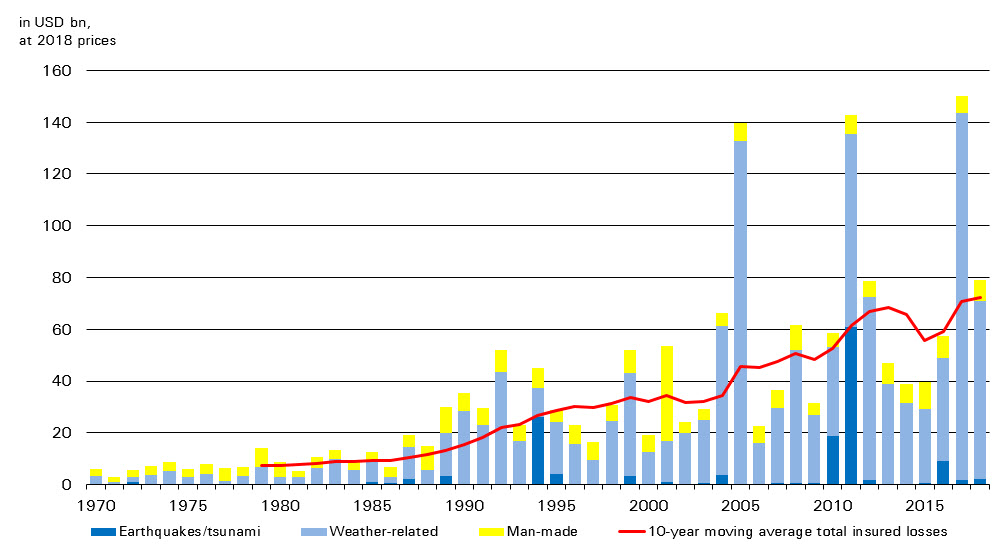 in USD bn,
at 2018 prices
160
140
120
100
80
60
40
20
0
1970 1975 1980 1985 1990 1995 2000 2005 2010 2015
Earthquakes/tsunami Weather-related Man-made 10-year moving average total insured losses